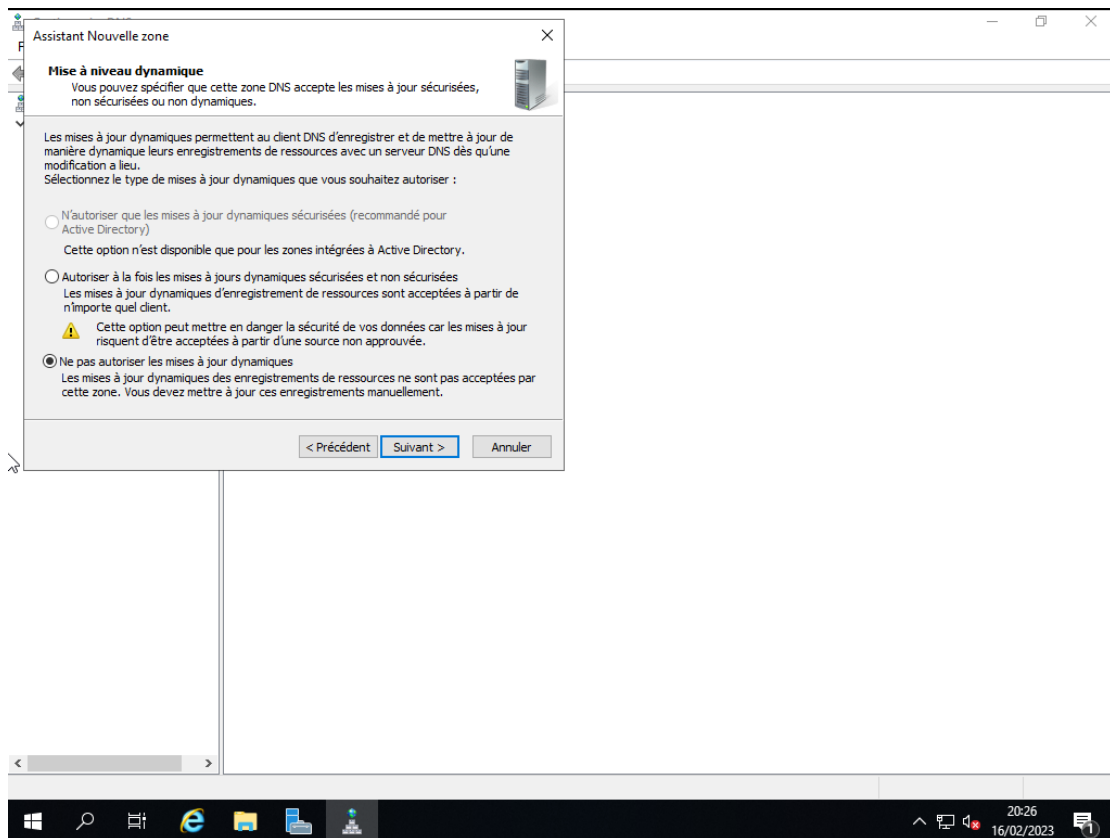 Assistant Nouvelle zone
Mise à niveau dynamique
Vous pouvez spécifier que cette zone DNS accepte les mises à jour sécurisées,
non sécurisées ou non dynamiques.
Les mises à jour dynamiques permettent au client DNS d'enregistrer et de mettre à jour de
manière dynamique leurs enregistrements de ressources avec un serveur DNS dès qu'une
modification a lieu.
Sélectionnez le type de mises à jour dynamiques que vous souhaitez autoriser :
N'autoriser que les mises à jour dynamiques sécurisées (recommandé pour
Active Directory)
Cette option n'est disponible que pour les zones intégrées à Active Directory.
Autoriser à la fois les mises à jours dynamiques sécurisées et non sécurisées
Les mises à jour dynamiques d'enregistrement de ressources sont acceptées à partir de
n'importe quel client.
Cette option peut mettre en danger la sécurité de vos données car les mises à jour
risquent d'être acceptées à partir d'une source non approuvée.
Ne pas autoriser les mises à jour dynamiques
Les mises à jour dynamiques des enregistrements de ressources ne sont pas acceptées par
cette zone. Vous devez mettre à jour ces enregistrements manuellement.
< Précédent Suivant > Annuler
20:26
16/02/2023
1